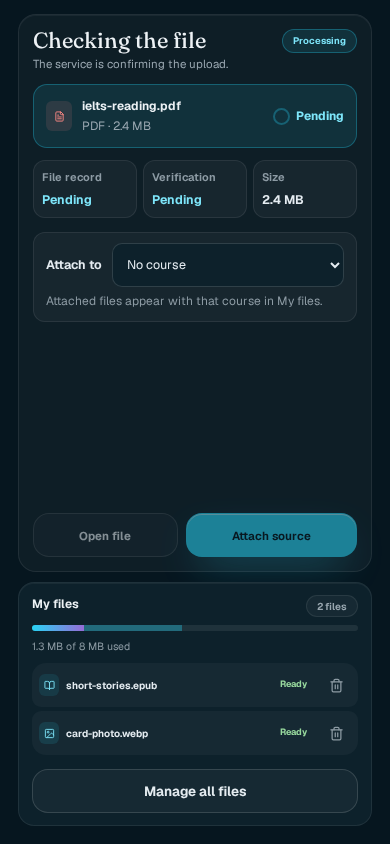 Checking the file
Processing
The service is confirming the upload.
ielts-reading.pdf
PDF · 2.4 MB
Pending
File record
Pending
Verification
Pending
Size
2.4 MB
Attach to
No course
Attached files appear with that course in My files.
Open file
Attach source
My files
2 files
1.3 MB of 8 MB used
short-stories.epub
Ready
card-photo.webp
Ready
Manage all files